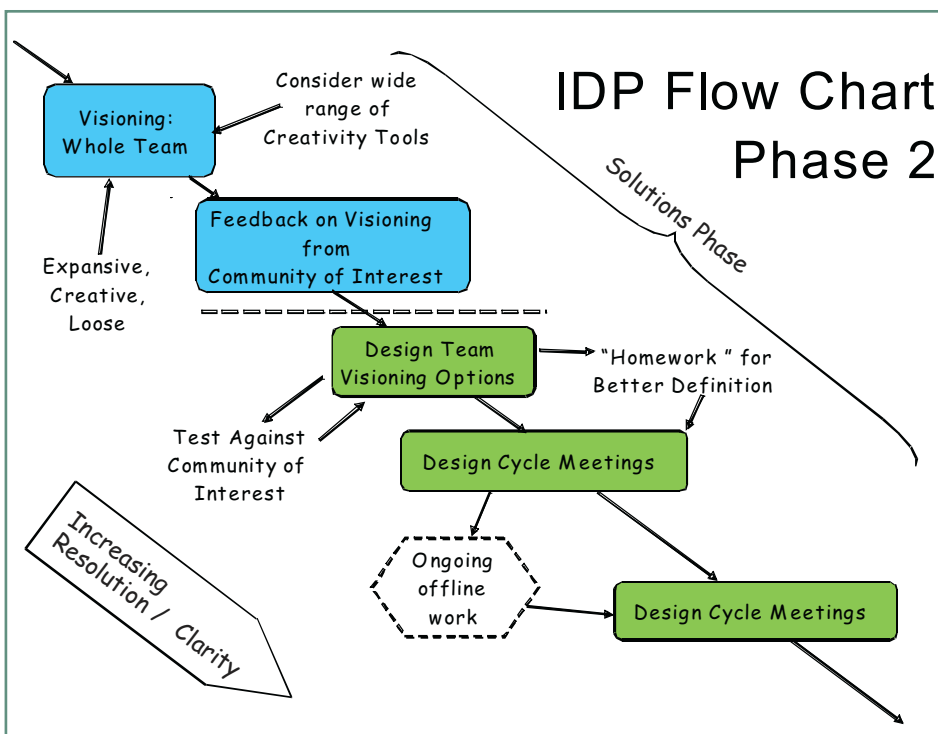 IDP Flow Chart
Phase 2
Consider wide
range of
Creativity Tools
Visioning:
Whole Team
Solutions Phase
Feedback on Visioning
from
Community of Interest
Expansive,
Creative,
Loose
Design Team
Visioning Options
“Homework ” for
Better Definition
Test Against
Community of
Interest
Design Cycle Meetings
Increasing
Resolution / Clarity
Ongoing
offline
work
Design Cycle Meetings